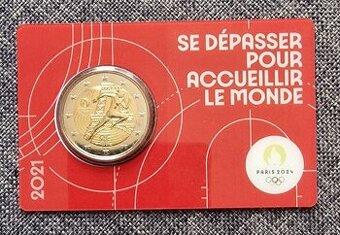 SE DÉPASSER
POUR
ACCUEILLIR
LE MONDE
2021
PARIS 2024